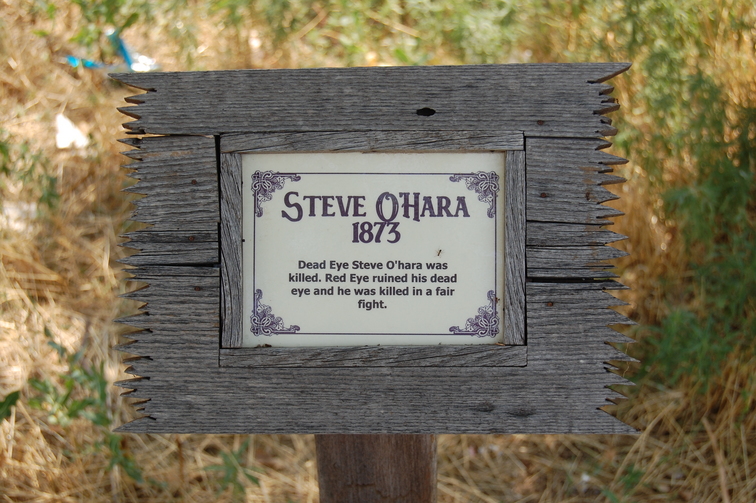 STEVE O'HARA
1873
Dead Eye Steve O'hara was
killed. Red Eye ruined his dead
eye and he was killed in a fair
fight.